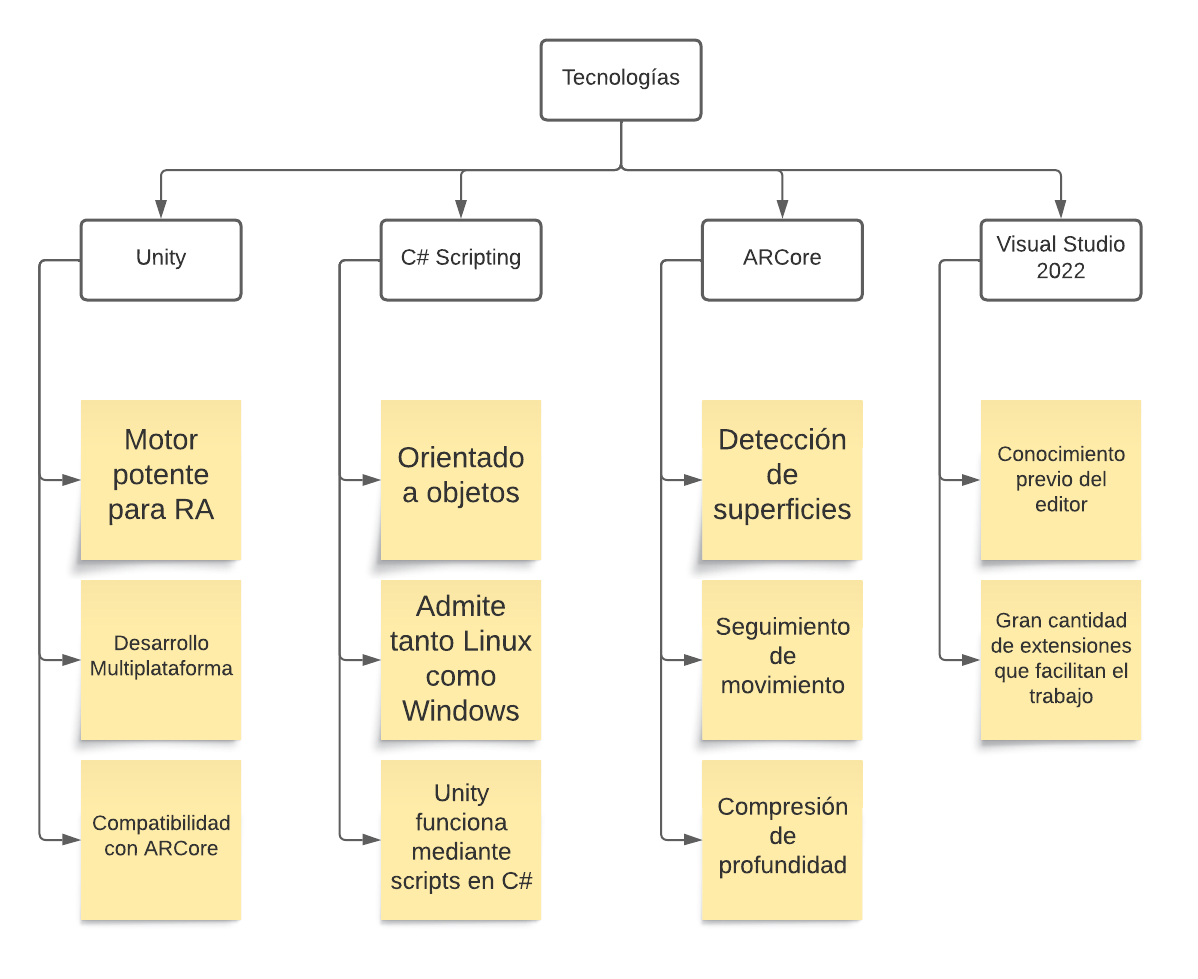 Tecnologías
Unity
C# Scripting
ARCore
Visual Studio
2022
Motor
potente
para RA
Orientado
a objetos
Detección
de
superficies
Conocimiento
previo del
editor
Desarrollo
Multiplataforma
Admite
tanto Linux
como
Windows
Seguimiento
de
movimiento
Gran cantidad
de extensiones
que facilitan el
trabajo
Compatibilidad
con ARCore
Unity
funciona
mediante
scripts en C#
Compresión
de
profundidad